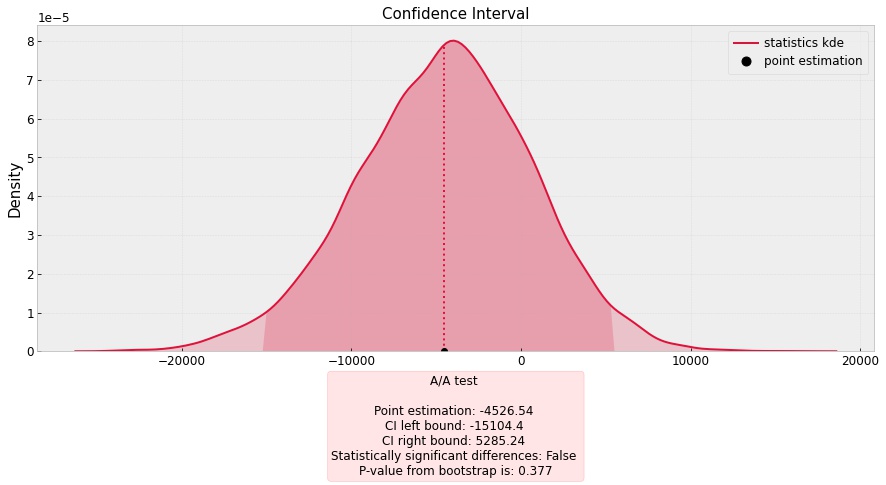 Confidence Interval
1e−5
statistics kde
point estimation
8
7
6
5
4
3
2
1
0
Density
−20000 −10000 0 10000 20000
A/A test
Point estimation: -4526.54
CI left bound: -15104.4
CI right bound: 5285.24
Statistically significant differences: False
P-value from bootstrap is: 0.377